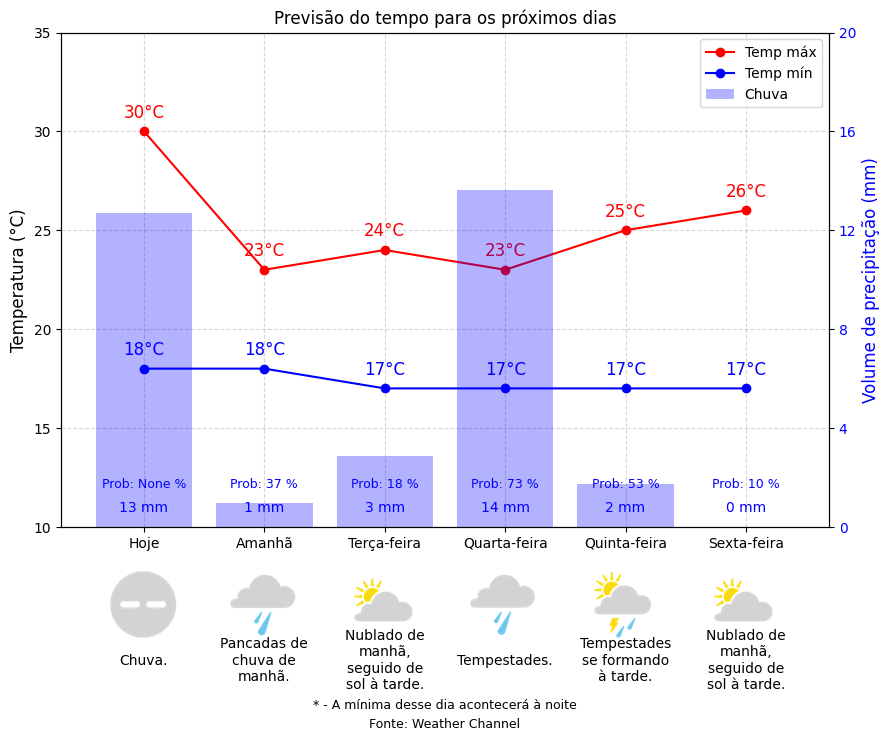 Previsão do tempo para os próximos dias
Temp máx
Temp mín
Chuva
Temperatura (°C)
35
30
25
20
15
10
Volume de precipitação (mm)
20
16
12
8
4
0
30°C
23°C
24°C
23°C
25°C
26°C
18°C
18°C
17°C
17°C
17°C
17°C
Prob: None %
Prob: 37 %
Prob: 18 %
Prob: 73 %
Prob: 53 %
Prob: 10 %
13 mm
1 mm
3 mm
14 mm
2 mm
0 mm
Hoje
Amanhã
Terça-feira
Quarta-feira
Quinta-feira
Sexta-feira
Chuva.
Pancadas de
chuva de
manhã.
Nublado de
manhã,
seguido de
sol à tarde.
Tempestades.
Tempestades
se formando
à tarde.
Nublado de
manhã,
seguido de
sol à tarde.
* - A mínima desse dia acontecerá à noite
Fonte: Weather Channel